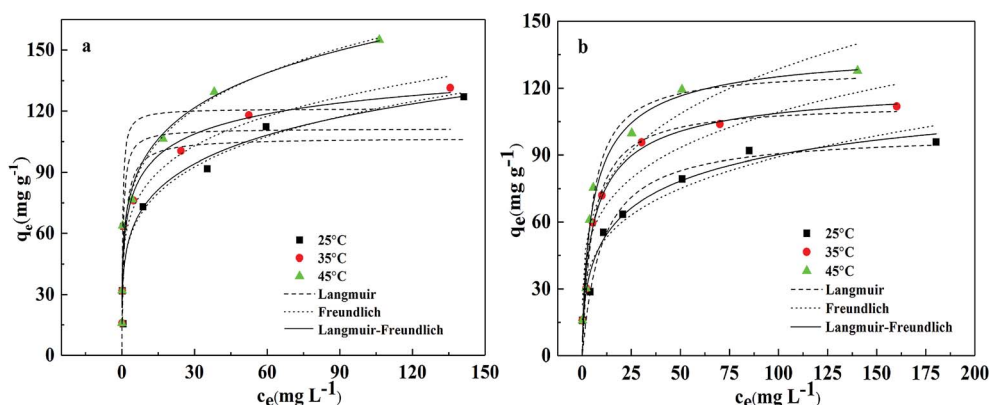 a
150
120
90
60
30
0
qe(mg g-1)
25°C
35°C
45°C
Langmuir
Freundlich
Langmuir-Freundlich
-30 0 30 60 90 120 150
ce(mg L-1)
b
150
120
90
60
30
0
qe(mg g-1)
25°C
35°C
45°C
Langmuir
Freundlich
Langmuir-Freundlich
0 25 50 75 100 125 150 175 200
ce(mg L-1)